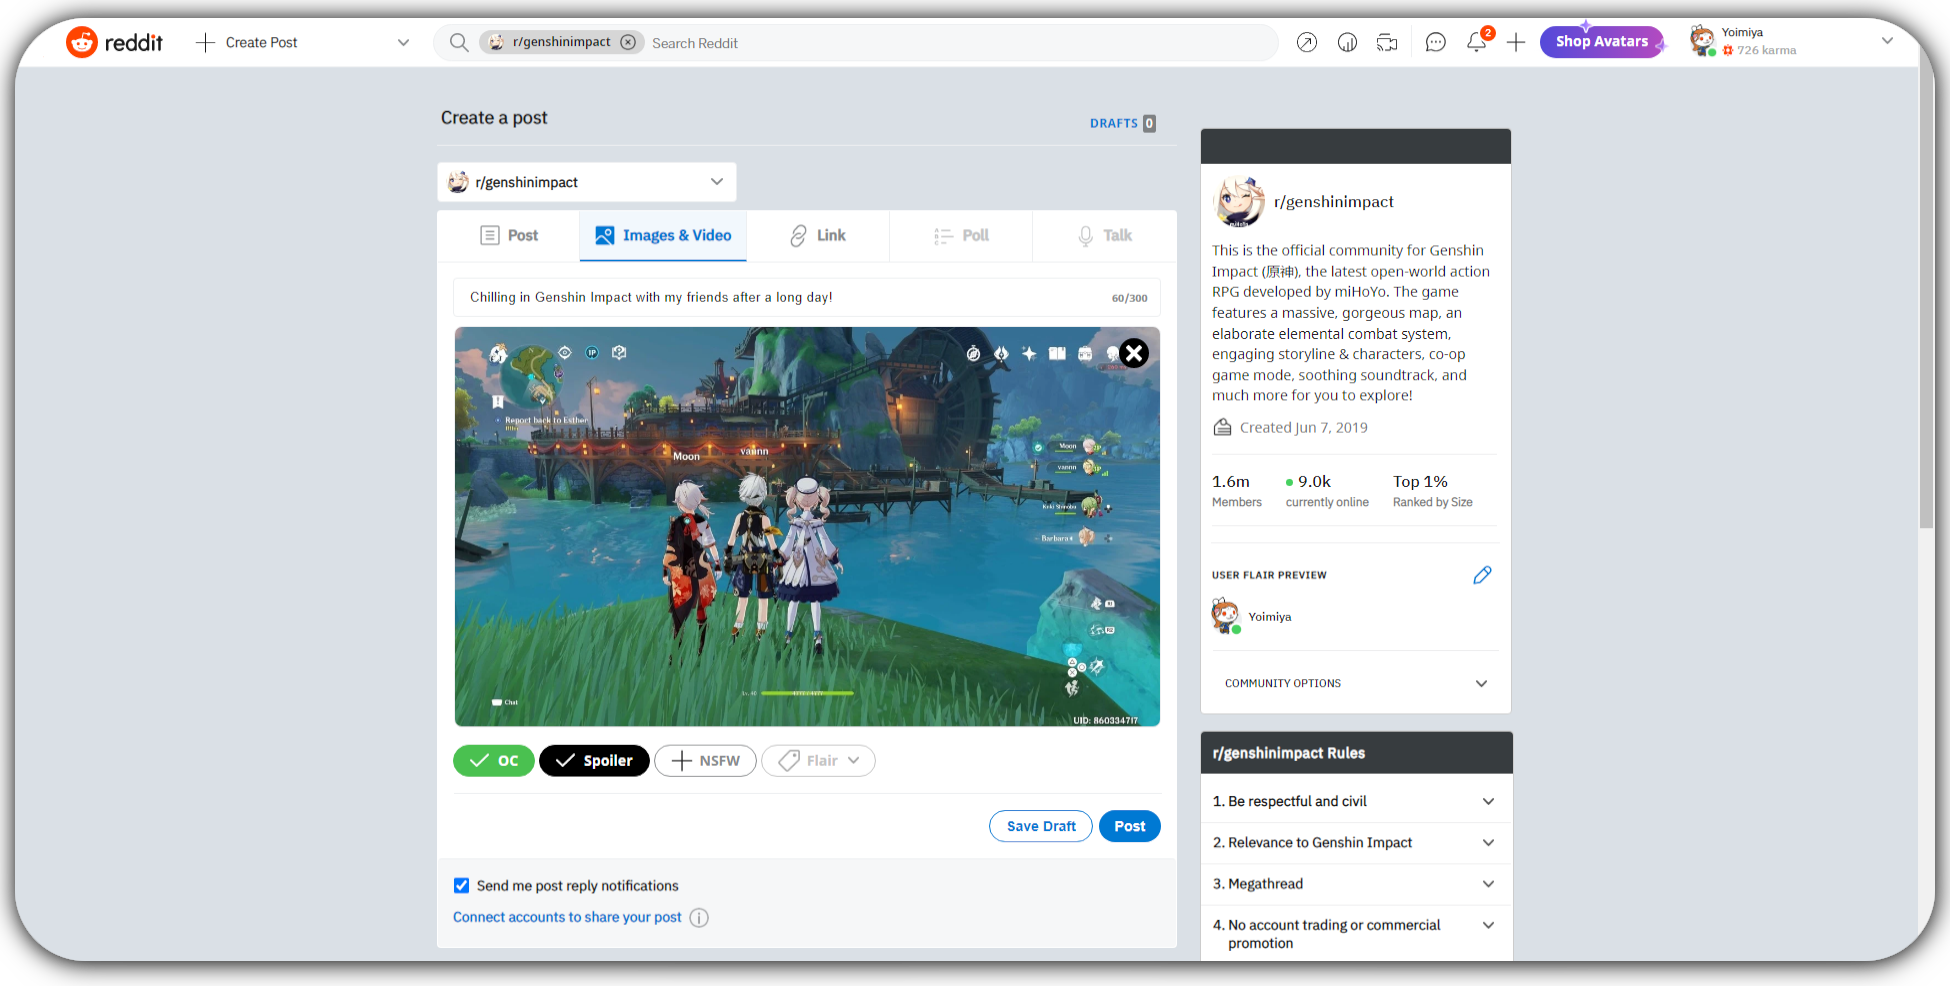 reddit
Create Post
r/genshinimpact
Search Reddit
2
Shop Avatars
Yoimiya
726 karma
Create a post
DRAFTS 0
r/genshinimpact
Post
Images & Video
Link
Poll
Talk
Chilling in Genshin Impact with my friends after a long day!
60/300
IP
Report back to Esther
Moon
vannn
Moon
vannn
Kuki Shinobu
Barbara
4777 / 4777
Chat
UID: 860334717
OC
Spoiler
NSFW
Flair
Save Draft
Post
Send me post reply notifications
Connect accounts to share your post
r/genshinimpact
This is the official community for Genshin
Impact (原神), the latest open-world action
RPG developed by miHoYo. The game
features a massive, gorgeous map, an
elaborate elemental combat system,
engaging storyline & characters, co-op
game mode, soothing soundtrack, and
much more for you to explore!
Created Jun 7, 2019
1.6m
Members
9.0k
currently online
Top 1%
Ranked by Size
USER FLAIR PREVIEW
Yoimiya
COMMUNITY OPTIONS
r/genshinimpact Rules
1. Be respectful and civil
2. Relevance to Genshin Impact
3. Megathread
4. No account trading or commercial
promotion